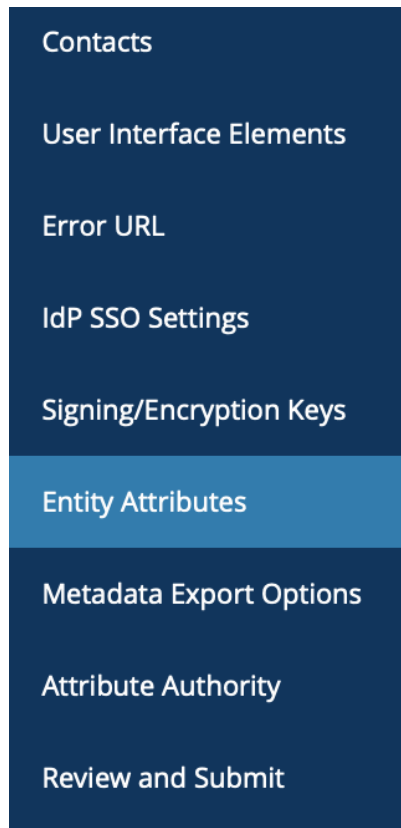 Contacts
User Interface Elements
Error URL
IdP SSO Settings
Signing/Encryption Keys
Entity Attributes
Metadata Export Options
Attribute Authority
Review and Submit